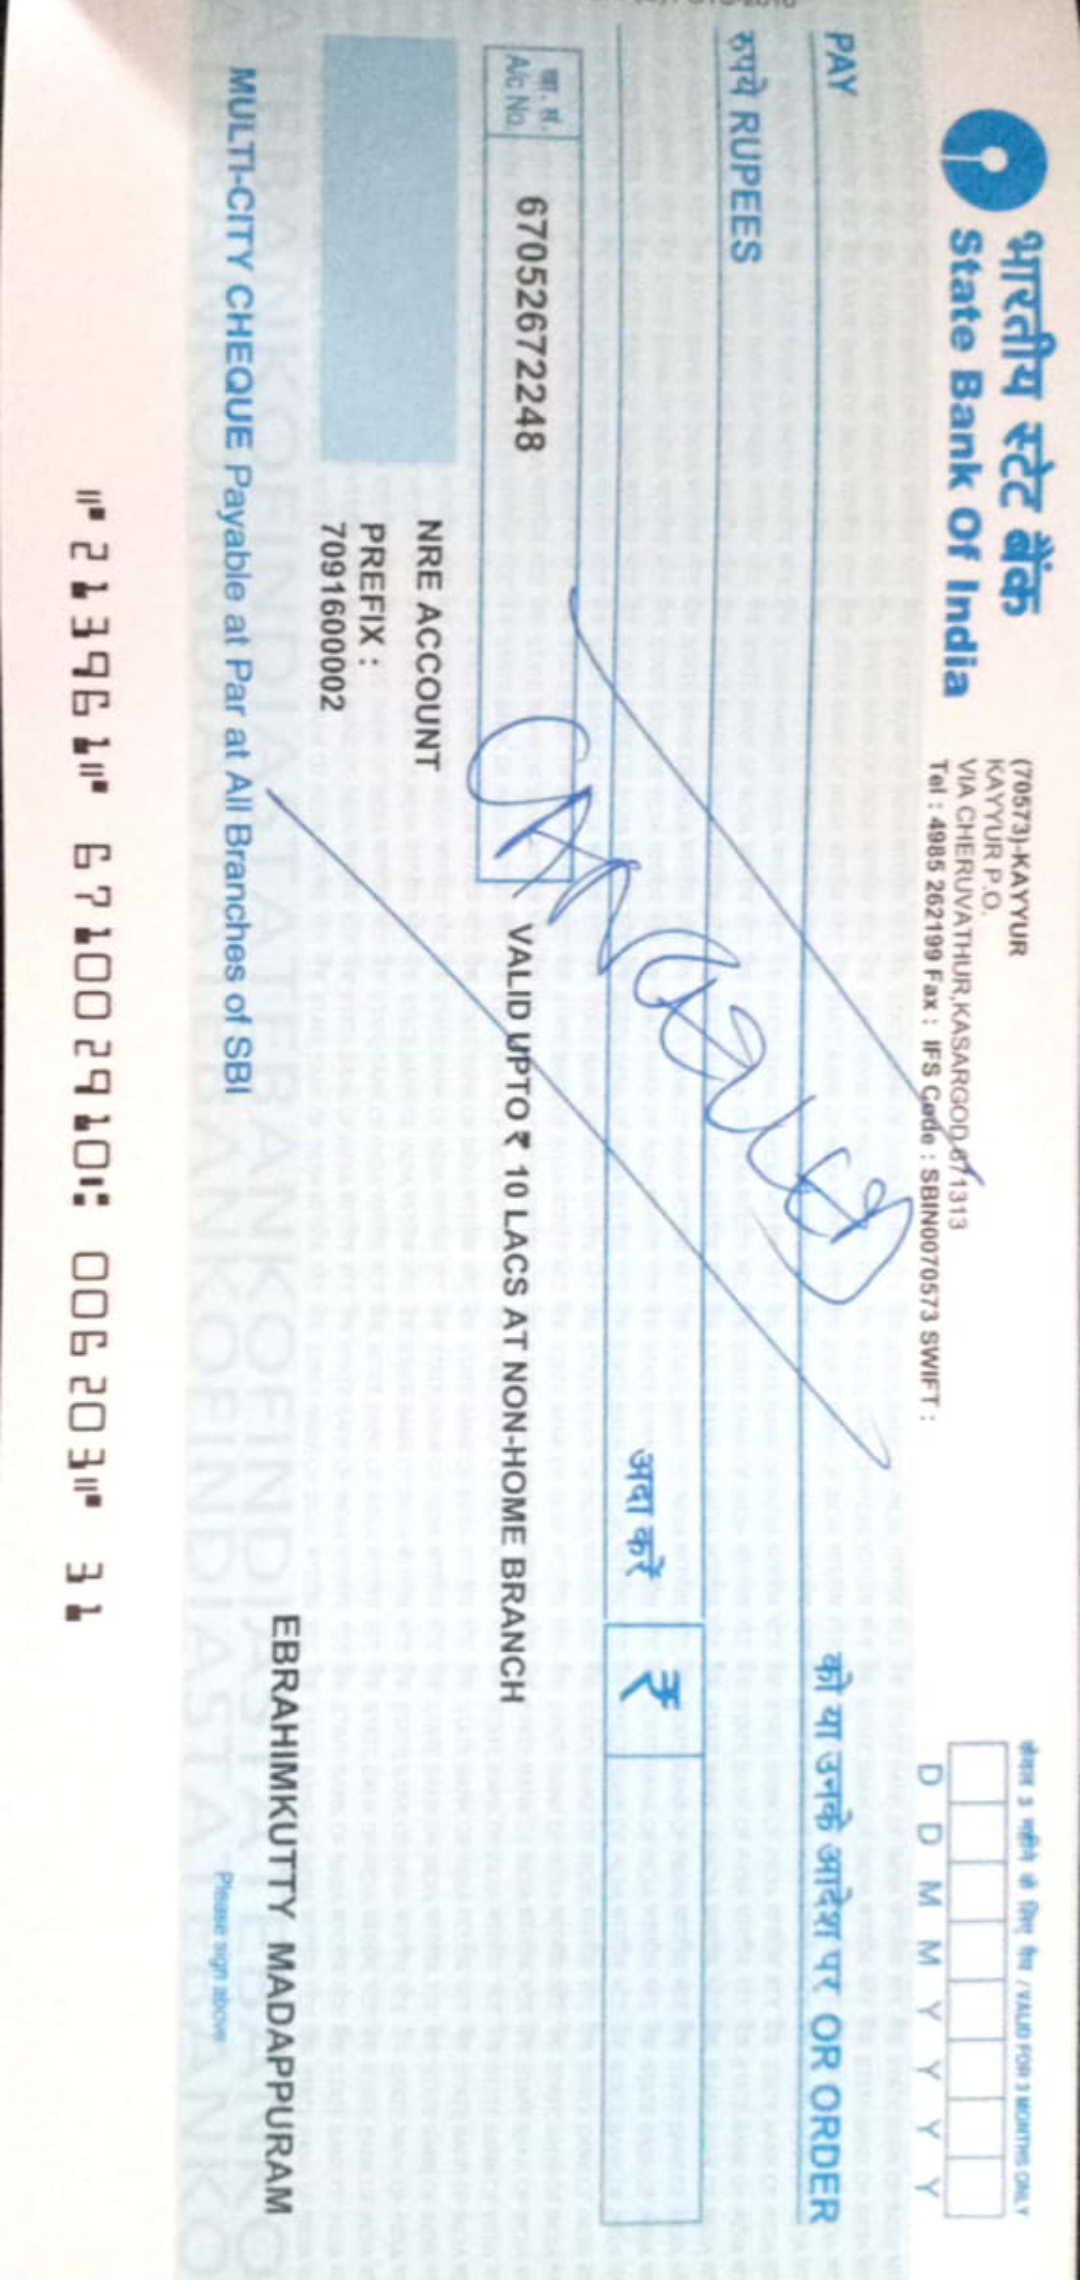 भारतीय स्टेट बैंक
State Bank Of India
(70573)-KAYYUR
KAYYUR P.O.
VIA CHERUVATHUR,KASARGOD,671313
Tel : 4985 262199 Fax : IFS Code : SBIN0070573 SWIFT :
केवल 3 महीने के लिए वैध / VALID FOR 3 MONTHS ONLY
D D M M Y Y Y Y
PAY
को या उनके आदेश पर OR ORDER
रुपये RUPEES
CANCELLED
अदा करें ₹
खा. सं.
A/c No.
67052672248
VALID UPTO ₹ 10 LACS AT NON-HOME BRANCH
NRE ACCOUNT
PREFIX :
7091600002
EBRAHIMKUTTY MADAPPURAM
MULTI-CITY CHEQUE Payable at Par at All Branches of SBI
Please sign above
⑈213961⑈ 671002910⑆ 006203⑈ 31